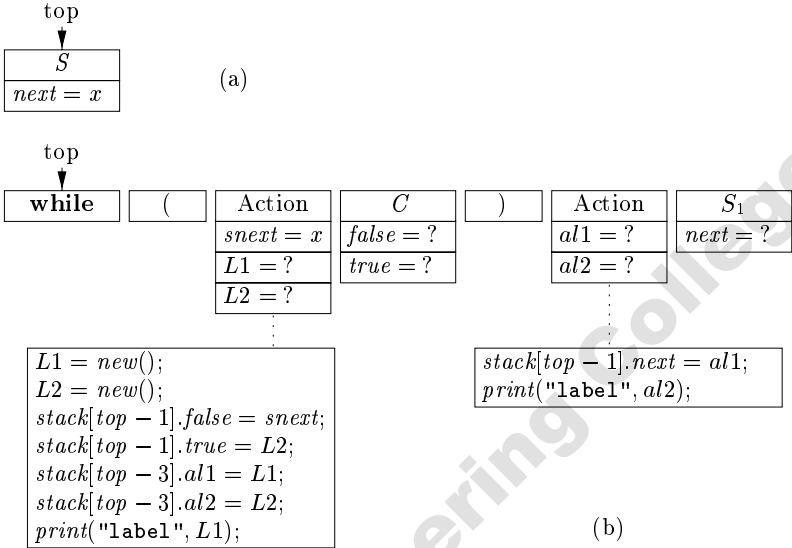 top
S
next = x
(a)
top
while ( Action C ) Action S1
snext = x false = ? al1 = ? next = ?
L1 = ? true = ? al2 = ?
L2 = ?
L1 = new();
L2 = new();
stack[top − 1].false = snext;
stack[top − 1].true = L2;
stack[top − 3].al1 = L1;
stack[top − 3].al2 = L2;
print("label", L1);
stack[top − 1].next = al1;
print("label", al2);
(b)
ering College